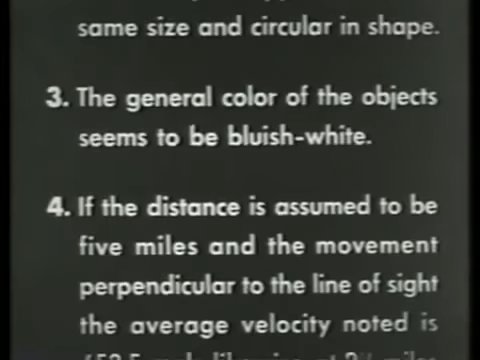 same size and circular in shape.
3. The general color of the objects
seems to be bluish-white.
4. If the distance is assumed to be
five miles and the movement
perpendicular to the line of sight
the average velocity noted is